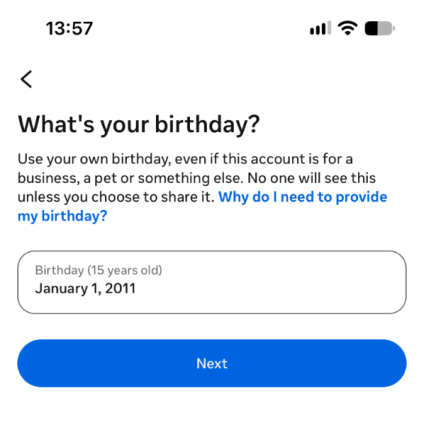 13:57
What's your birthday?
Use your own birthday, even if this account is for a
business, a pet or something else. No one will see this
unless you choose to share it. Why do I need to provide
my birthday?
Birthday (15 years old)
January 1, 2011
Next